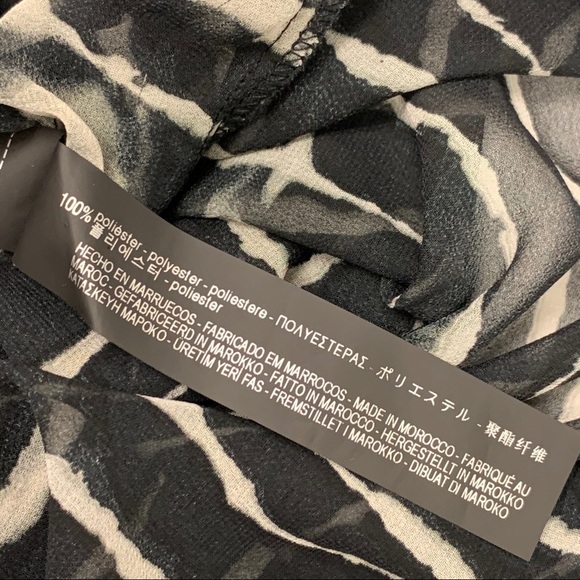 100% poliéster - polyester - poliestere - ΠΟΛΥΕΣΤΕΡΑΣ - ポリエステル - 聚酯纤维
폴리에스터 - poliester
HECHO EN MARRUECOS - FABRICADO EM MARROCOS - MADE IN MOROCCO - FABRIQUÉ AU
MAROC - GEFABRICEERD IN MAROKKO - FATTO IN MAROCCO - HERGESTELLT IN MAROKKO
ΚΑΤΑΣΚΕΥΗ ΜΑΡΟΚΟ - ÜRETIM YERİ FAS - FREMSTILLET I MAROKKO - DIBUAT DI MAROKO